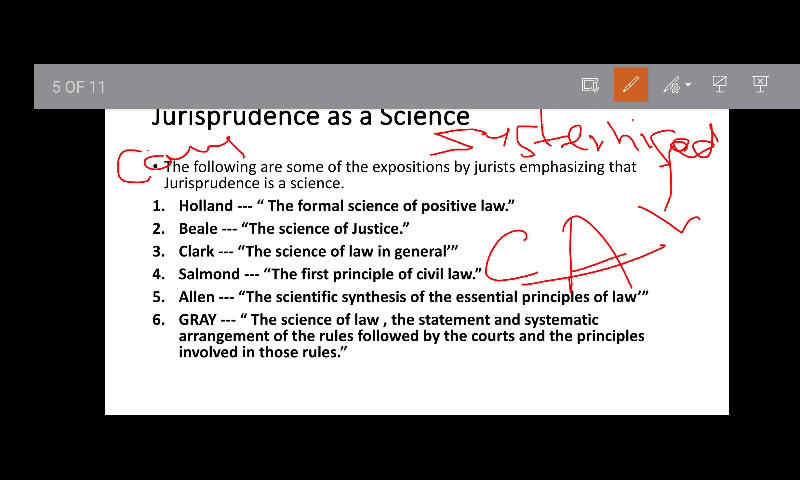 5 OF 11
Jurisprudence as a Science
systemized
• The following are some of the expositions by jurists emphasizing that
Jurisprudence is a science.
1. Holland --- “ The formal science of positive law.”
2. Beale --- “The science of Justice.”
3. Clark --- “The science of law in general’”
4. Salmond --- “The first principle of civil law.”
CA
5. Allen --- “The scientific synthesis of the essential principles of law’”
6. GRAY --- “ The science of law , the statement and systematic
arrangement of the rules followed by the courts and the principles
involved in those rules.”